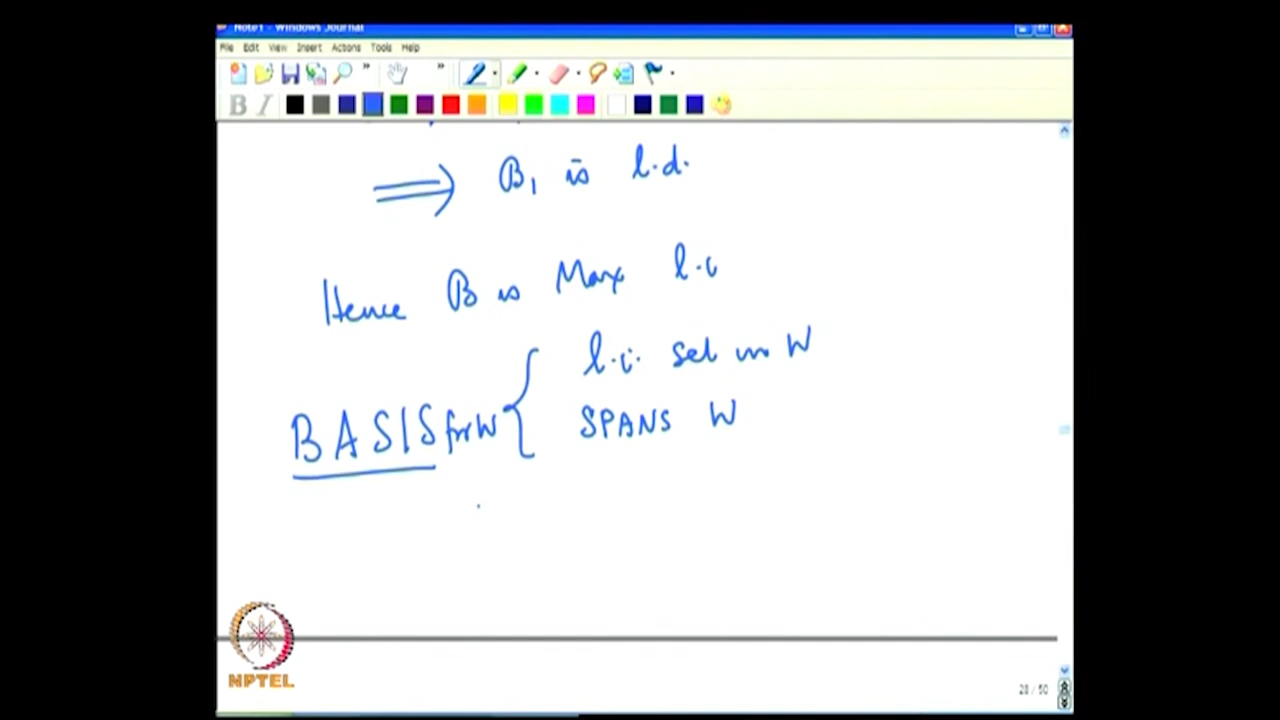 Note1 - Windows Journal
File Edit View Insert Actions Tools Help
B I
⟹ B₁ is l.d.
Hence B is Max l.i
l.i. set in W
BASIS for W {
SPANS W
NPTEL
28 / 50